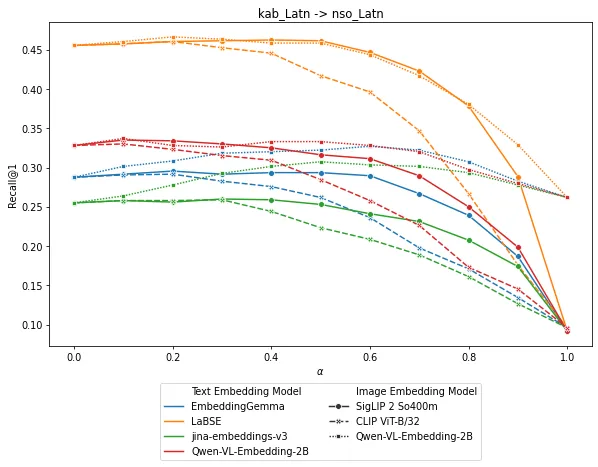 kab_Latn -> nso_Latn
Recall@1
0.45
0.40
0.35
0.30
0.25
0.20
0.15
0.10
0.0 0.2 0.4 0.6 0.8 1.0
α
Text Embedding Model Image Embedding Model
EmbeddingGemma SigLIP 2 So400m
LaBSE CLIP ViT-B/32
jina-embeddings-v3 Qwen-VL-Embedding-2B
Qwen-VL-Embedding-2B